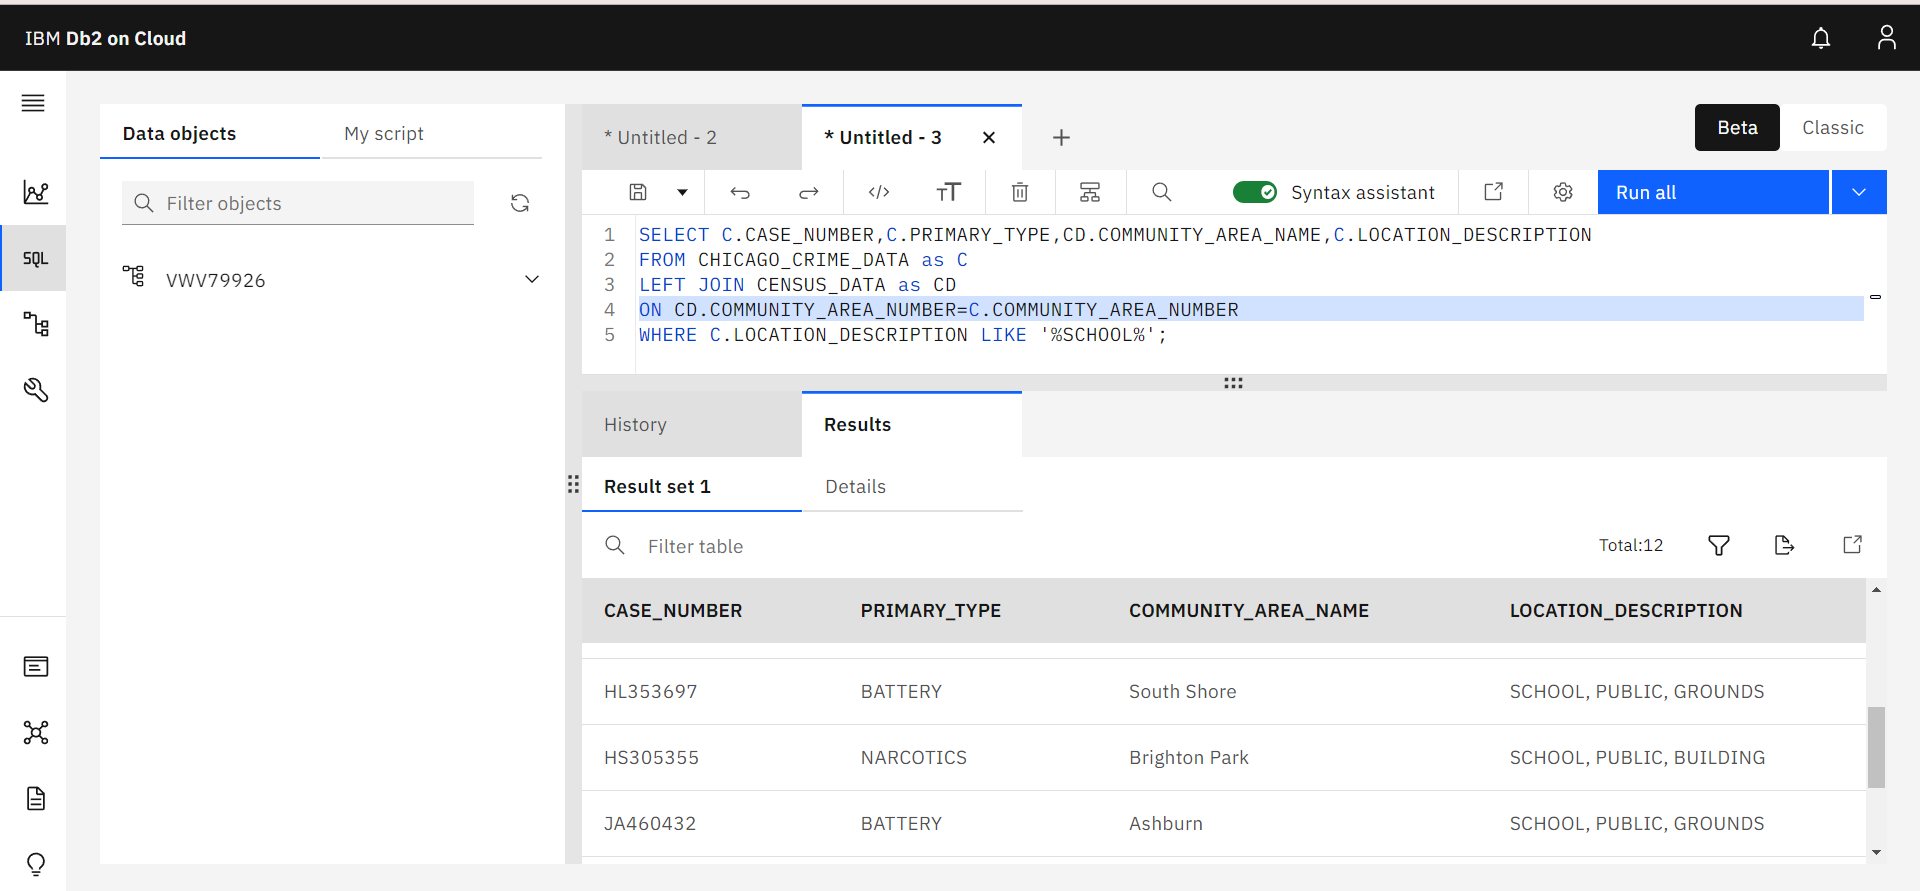 IBM Db2 on Cloud
Data objects
My script
Filter objects
SQL
VWV79926
* Untitled - 2
* Untitled - 3
Beta
Classic
Syntax assistant
Run all
1 SELECT C.CASE_NUMBER,C.PRIMARY_TYPE,CD.COMMUNITY_AREA_NAME,C.LOCATION_DESCRIPTION
2 FROM CHICAGO_CRIME_DATA as C
3 LEFT JOIN CENSUS_DATA as CD
4 ON CD.COMMUNITY_AREA_NUMBER=C.COMMUNITY_AREA_NUMBER
5 WHERE C.LOCATION_DESCRIPTION LIKE '%SCHOOL%';
History
Results
Result set 1
Details
Filter table
Total:12
CASE_NUMBER PRIMARY_TYPE COMMUNITY_AREA_NAME LOCATION_DESCRIPTION
HL353697 BATTERY South Shore SCHOOL, PUBLIC, GROUNDS
HS305355 NARCOTICS Brighton Park SCHOOL, PUBLIC, BUILDING
JA460432 BATTERY Ashburn SCHOOL, PUBLIC, GROUNDS